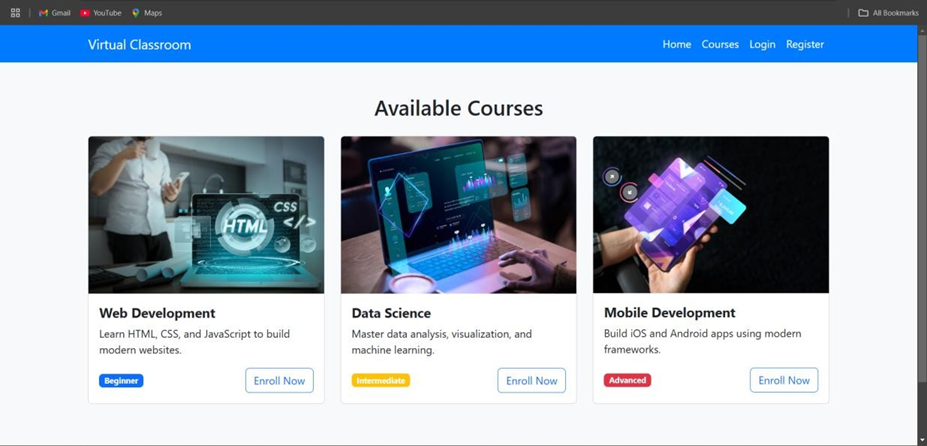 Gmail YouTube Maps All Bookmarks
Virtual Classroom Home Courses Login Register
Available Courses
HTML
CSS
</>
Web Development
Learn HTML, CSS, and JavaScript to build
modern websites.
Beginner Enroll Now
Data Science
Master data analysis, visualization, and
machine learning.
Intermediate Enroll Now
Mobile Development
Build iOS and Android apps using modern
frameworks.
Advanced Enroll Now